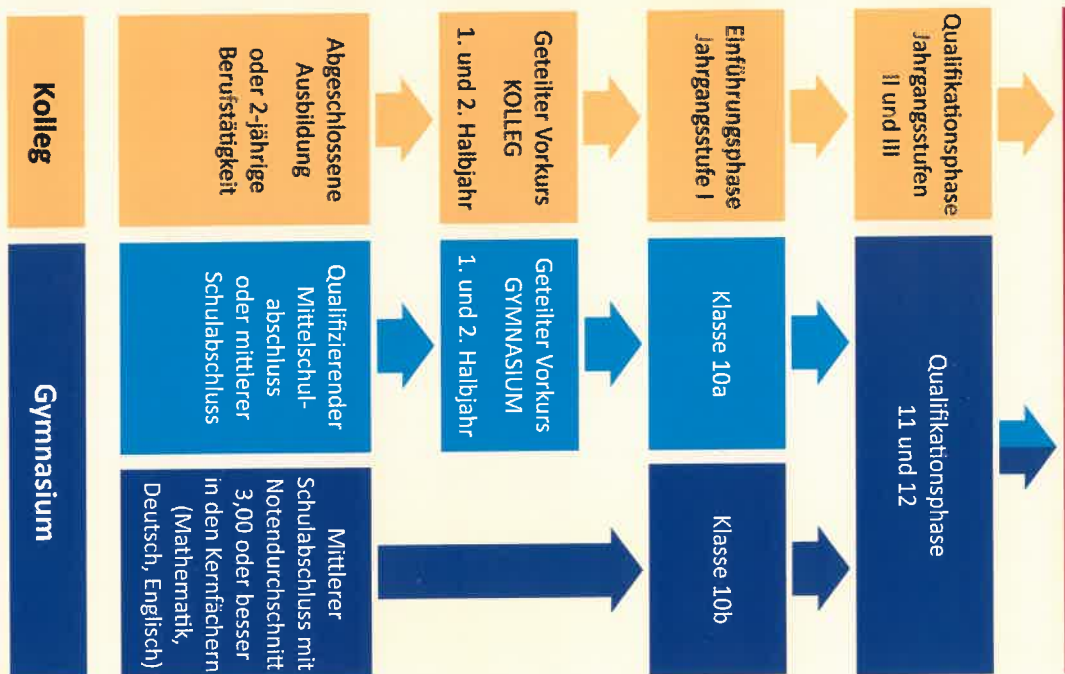 Qualifikationsphase
Jahrgangsstufen
II und III
Qualifikationsphase
11 und 12
Einführungsphase
Jahrgangsstufe I
Klasse 10a
Klasse 10b
Geteilter Vorkurs
KOLLEG
1. und 2. Halbjahr
Geteilter Vorkurs
GYMNASIUM
1. und 2. Halbjahr
Abgeschlossene
Ausbildung
oder 2-jährige
Berufstätigkeit
Qualifizierender
Mittelschul-
abschluss
oder mittlerer
Schulabschluss
Mittlerer
Schulabschluss mit
Notendurchschnitt
3,00 oder besser
in den Kernfächern
(Mathematik,
Deutsch, Englisch)
Kolleg
Gymnasium